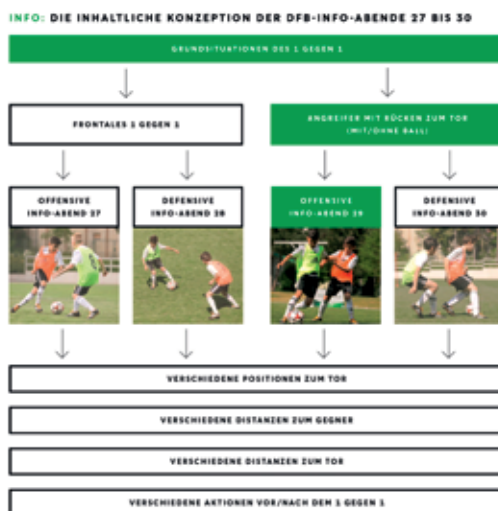 INFO: DIE INHALTLICHE KONZEPTION DER DFB-INFO-ABENDE 27 BIS 30
GRUNDSITUATIONEN DES 1 GEGEN 1
FRONTALES 1 GEGEN 1
ANGREIFER MIT RÜCKEN ZUM TOR
(MIT/OHNE BALL)
OFFENSIVE
INFO-ABEND 27
DEFENSIVE
INFO-ABEND 28
OFFENSIVE
INFO-ABEND 29
DEFENSIVE
INFO-ABEND 30
VERSCHIEDENE POSITIONEN ZUM TOR
VERSCHIEDENE DISTANZEN ZUM GEGNER
VERSCHIEDENE DISTANZEN ZUM TOR
VERSCHIEDENE AKTIONEN VOR/NACH DEM 1 GEGEN 1